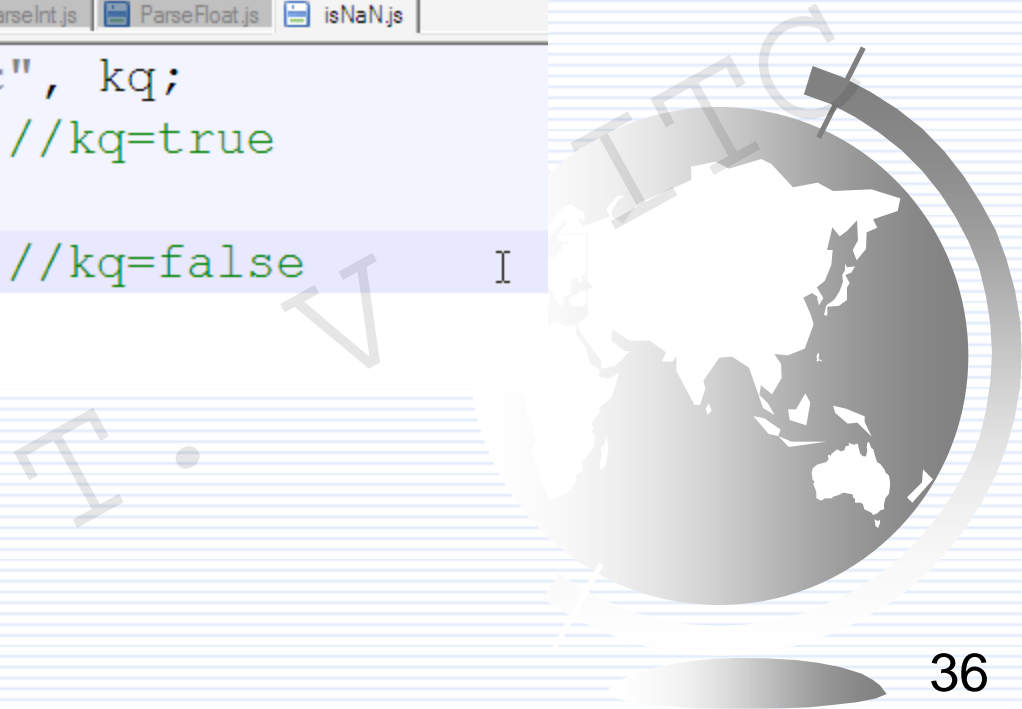 arseInt.js ParseFloat.js isNaN.js
", kq;
//kq=true
//kq=false
T. V ITC
36